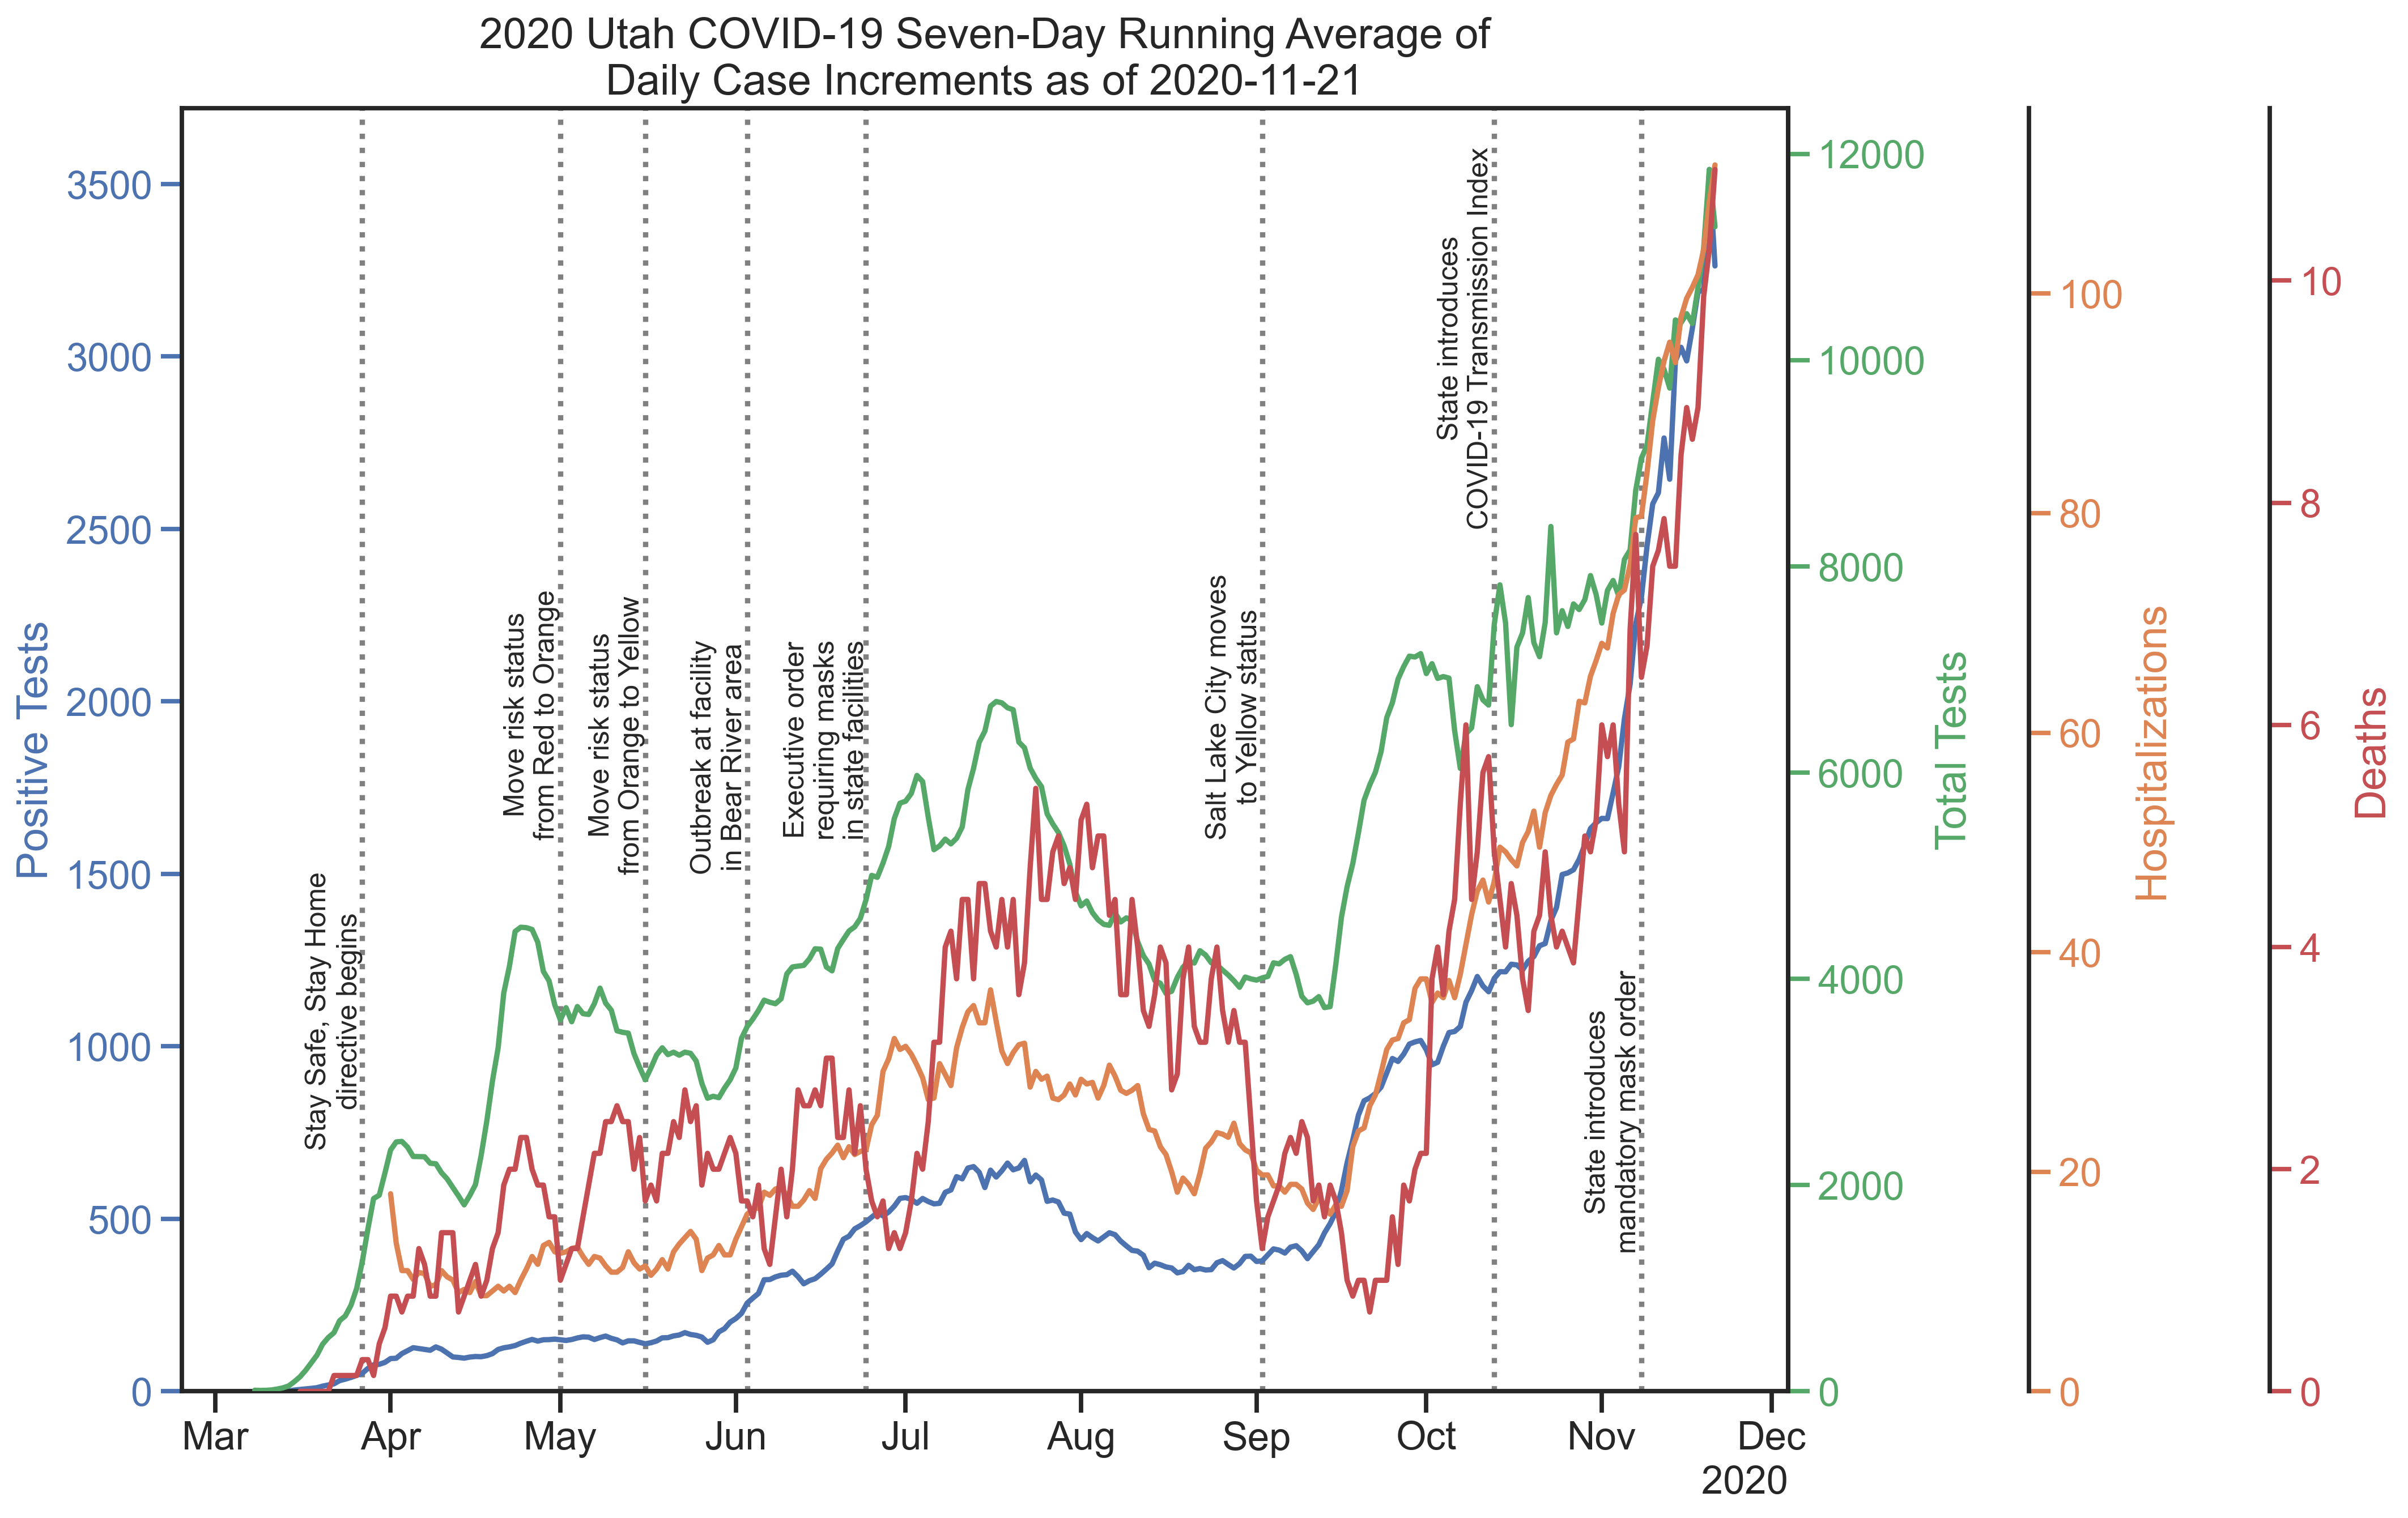 2020 Utah COVID-19 Seven-Day Running Average of
Daily Case Increments as of 2020-11-21
Positive Tests
3500
3000
2500
2000
1500
1000
500
0
Stay Safe, Stay Home
directive begins
Move risk status
from Red to Orange
Move risk status
from Orange to Yellow
Outbreak at facility
in Bear River area
Executive order
requiring masks
in state facilities
Salt Lake City moves
to Yellow status
State introduces
COVID-19 Transmission Index
State introduces
mandatory mask order
12000
10000
8000
6000
4000
2000
0
Total Tests
100
80
60
40
20
0
Hospitalizations
10
8
6
4
2
0
Deaths
Mar Apr May Jun Jul Aug Sep Oct Nov Dec
2020